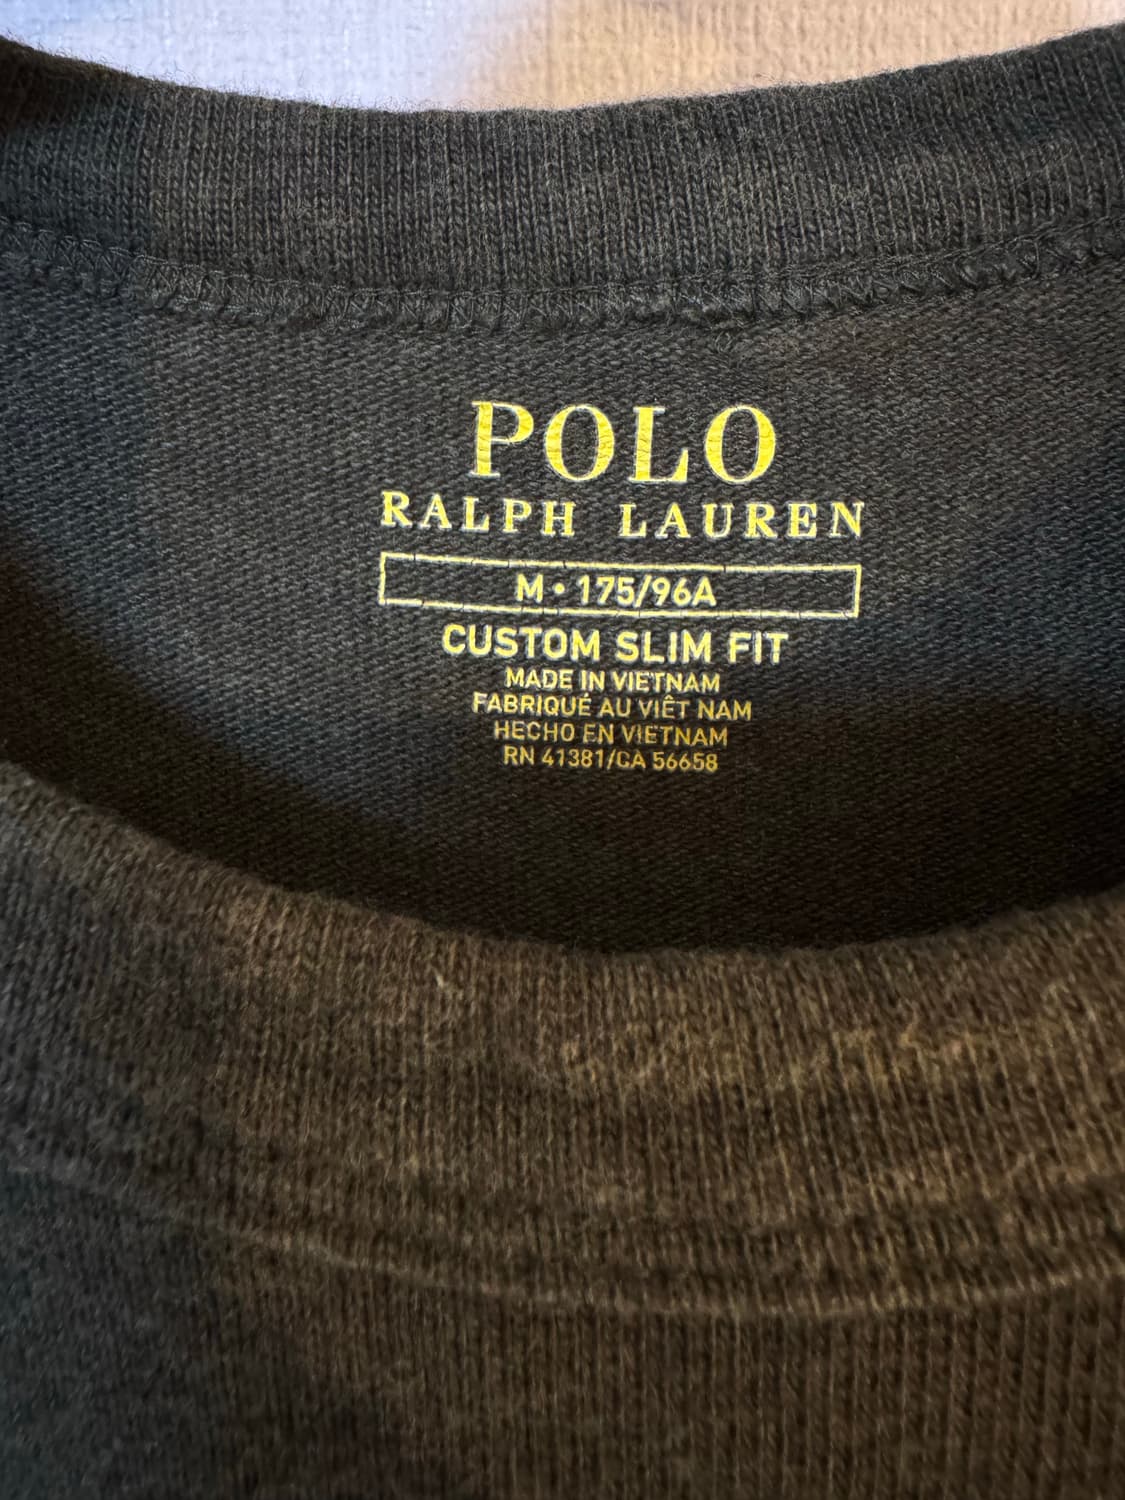 POLO
RALPH LAUREN
M • 175/96A
CUSTOM SLIM FIT
MADE IN VIETNAM
FABRIQUÉ AU VIÊT NAM
HECHO EN VIETNAM
RN 41381/CA 56658